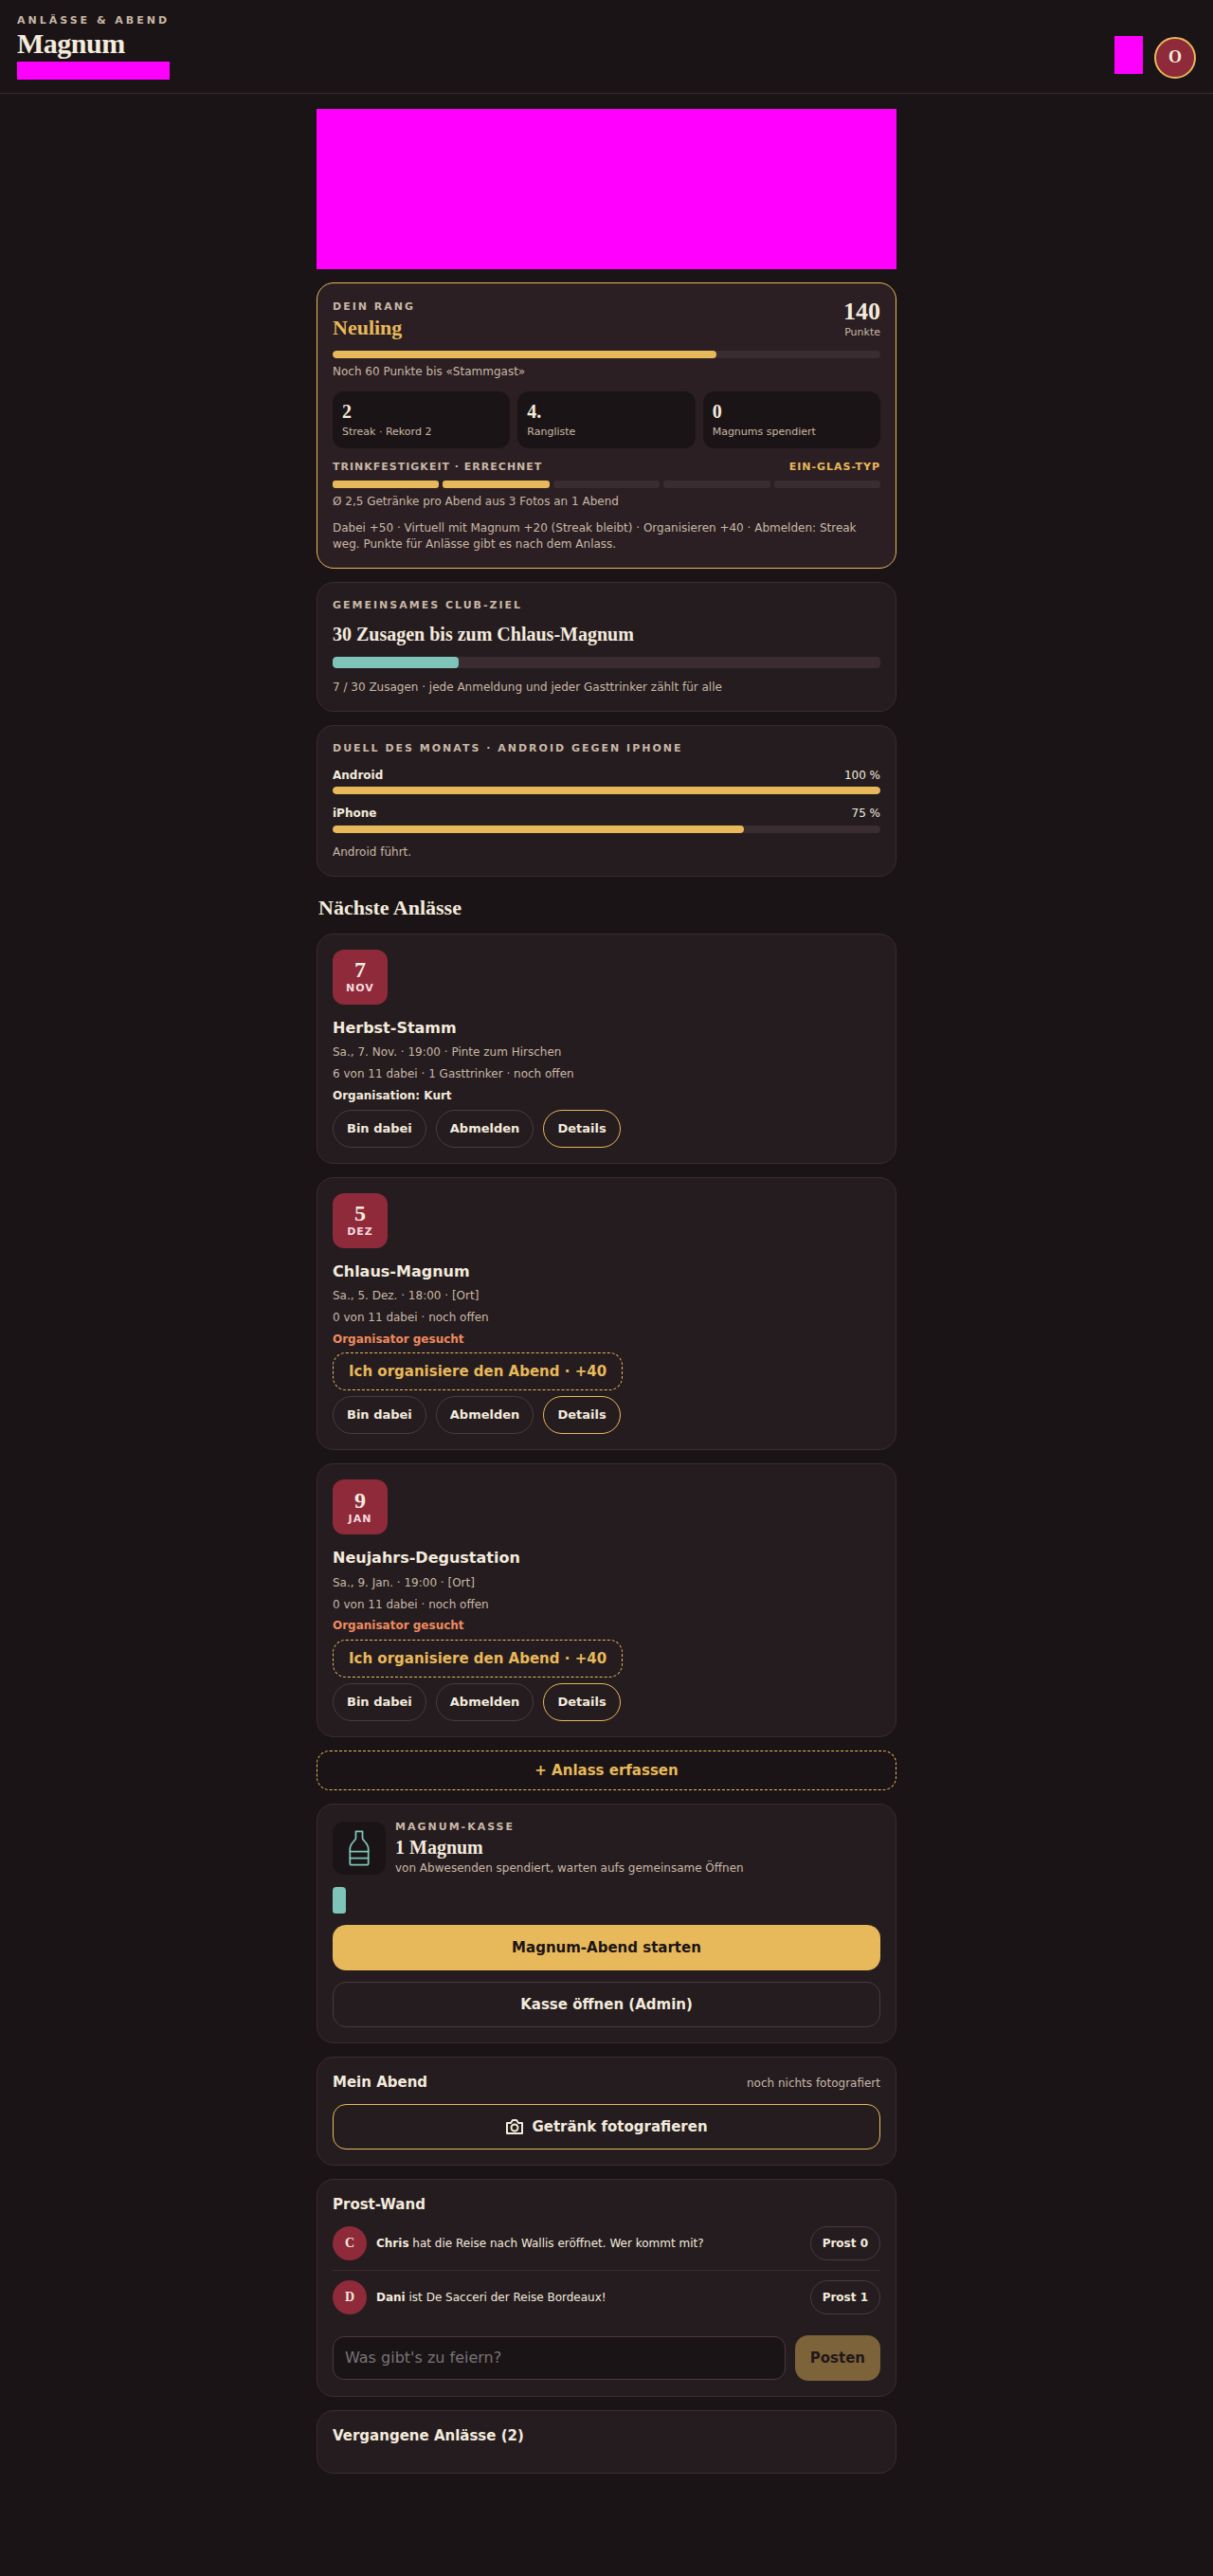 ANLÄSSE & ABEND
Magnum
O
DEIN RANG
Neuling
140
Punkte
Noch 60 Punkte bis «Stammgast»
2
Streak · Rekord 2
4.
Rangliste
0
Magnums spendiert
TRINKFESTIGKEIT · ERRECHNET
EIN-GLAS-TYP
Ø 2,5 Getränke pro Abend aus 3 Fotos an 1 Abend
Dabei +50 · Virtuell mit Magnum +20 (Streak bleibt) · Organisieren +40 · Abmelden: Streak
weg. Punkte für Anlässe gibt es nach dem Anlass.
GEMEINSAMES CLUB-ZIEL
30 Zusagen bis zum Chlaus-Magnum
7 / 30 Zusagen · jede Anmeldung und jeder Gasttrinker zählt für alle
DUELL DES MONATS · ANDROID GEGEN IPHONE
Android
100 %
iPhone
75 %
Android führt.
Nächste Anlässe
7
NOV
Herbst-Stamm
Sa., 7. Nov. · 19:00 · Pinte zum Hirschen
6 von 11 dabei · 1 Gasttrinker · noch offen
Organisation: Kurt
Bin dabei
Abmelden
Details
5
DEZ
Chlaus-Magnum
Sa., 5. Dez. · 18:00 · [Ort]
0 von 11 dabei · noch offen
Organisator gesucht
Ich organisiere den Abend · +40
Bin dabei
Abmelden
Details
9
JAN
Neujahrs-Degustation
Sa., 9. Jan. · 19:00 · [Ort]
0 von 11 dabei · noch offen
Organisator gesucht
Ich organisiere den Abend · +40
Bin dabei
Abmelden
Details
+ Anlass erfassen
MAGNUM-KASSE
1 Magnum
von Abwesenden spendiert, warten aufs gemeinsame Öffnen
Magnum-Abend starten
Kasse öffnen (Admin)
Mein Abend
noch nichts fotografiert
Getränk fotografieren
Prost-Wand
C
Chris hat die Reise nach Wallis eröffnet. Wer kommt mit?
Prost 0
D
Dani ist De Sacceri der Reise Bordeaux!
Prost 1
Was gibt's zu feiern?
Posten
Vergangene Anlässe (2)